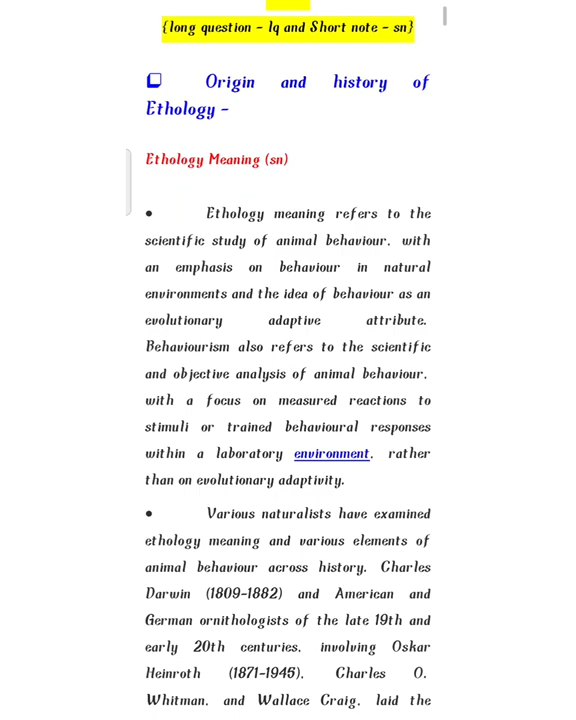 {long question - lq and Short note - sn}
❑ Origin and history of
Ethology -
Ethology Meaning (sn)
• Ethology meaning refers to the
scientific study of animal behaviour, with
an emphasis on behaviour in natural
environments and the idea of behaviour as an
evolutionary adaptive attribute.
Behaviourism also refers to the scientific
and objective analysis of animal behaviour,
with a focus on measured reactions to
stimuli or trained behavioural responses
within a laboratory environment, rather
than on evolutionary adaptivity.
• Various naturalists have examined
ethology meaning and various elements of
animal behaviour across history. Charles
Darwin (1809-1882) and American and
German ornithologists of the late 19th and
early 20th centuries, involving Oskar
Heinroth (1871-1945), Charles O.
Whitman, and Wallace Craig, laid the